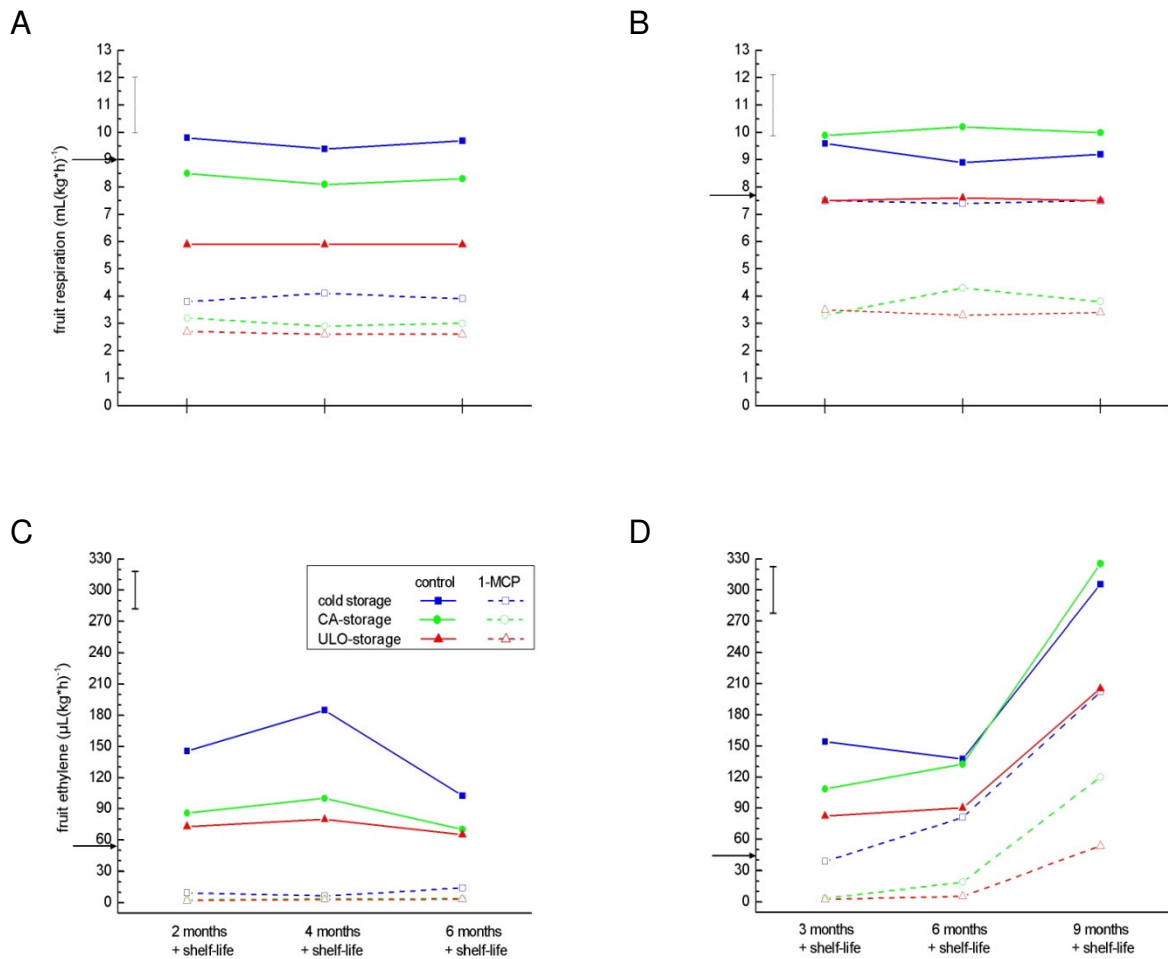 A
B
13
12
11
10
9
8
7
6
5
4
3
2
1
0
fruit respiration (mL(kg*h)⁻¹)
13
12
11
10
9
8
7
6
5
4
3
2
1
0
C
D
330
300
270
240
210
180
150
120
90
60
30
0
fruit ethylene (µL(kg*h)⁻¹)
control 1-MCP
cold storage
CA-storage
ULO-storage
2 months
+ shelf-life
4 months
+ shelf-life
6 months
+ shelf-life
330
300
270
240
210
180
150
120
90
60
30
0
3 months
+ shelf-life
6 months
+ shelf-life
9 months
+ shelf-life